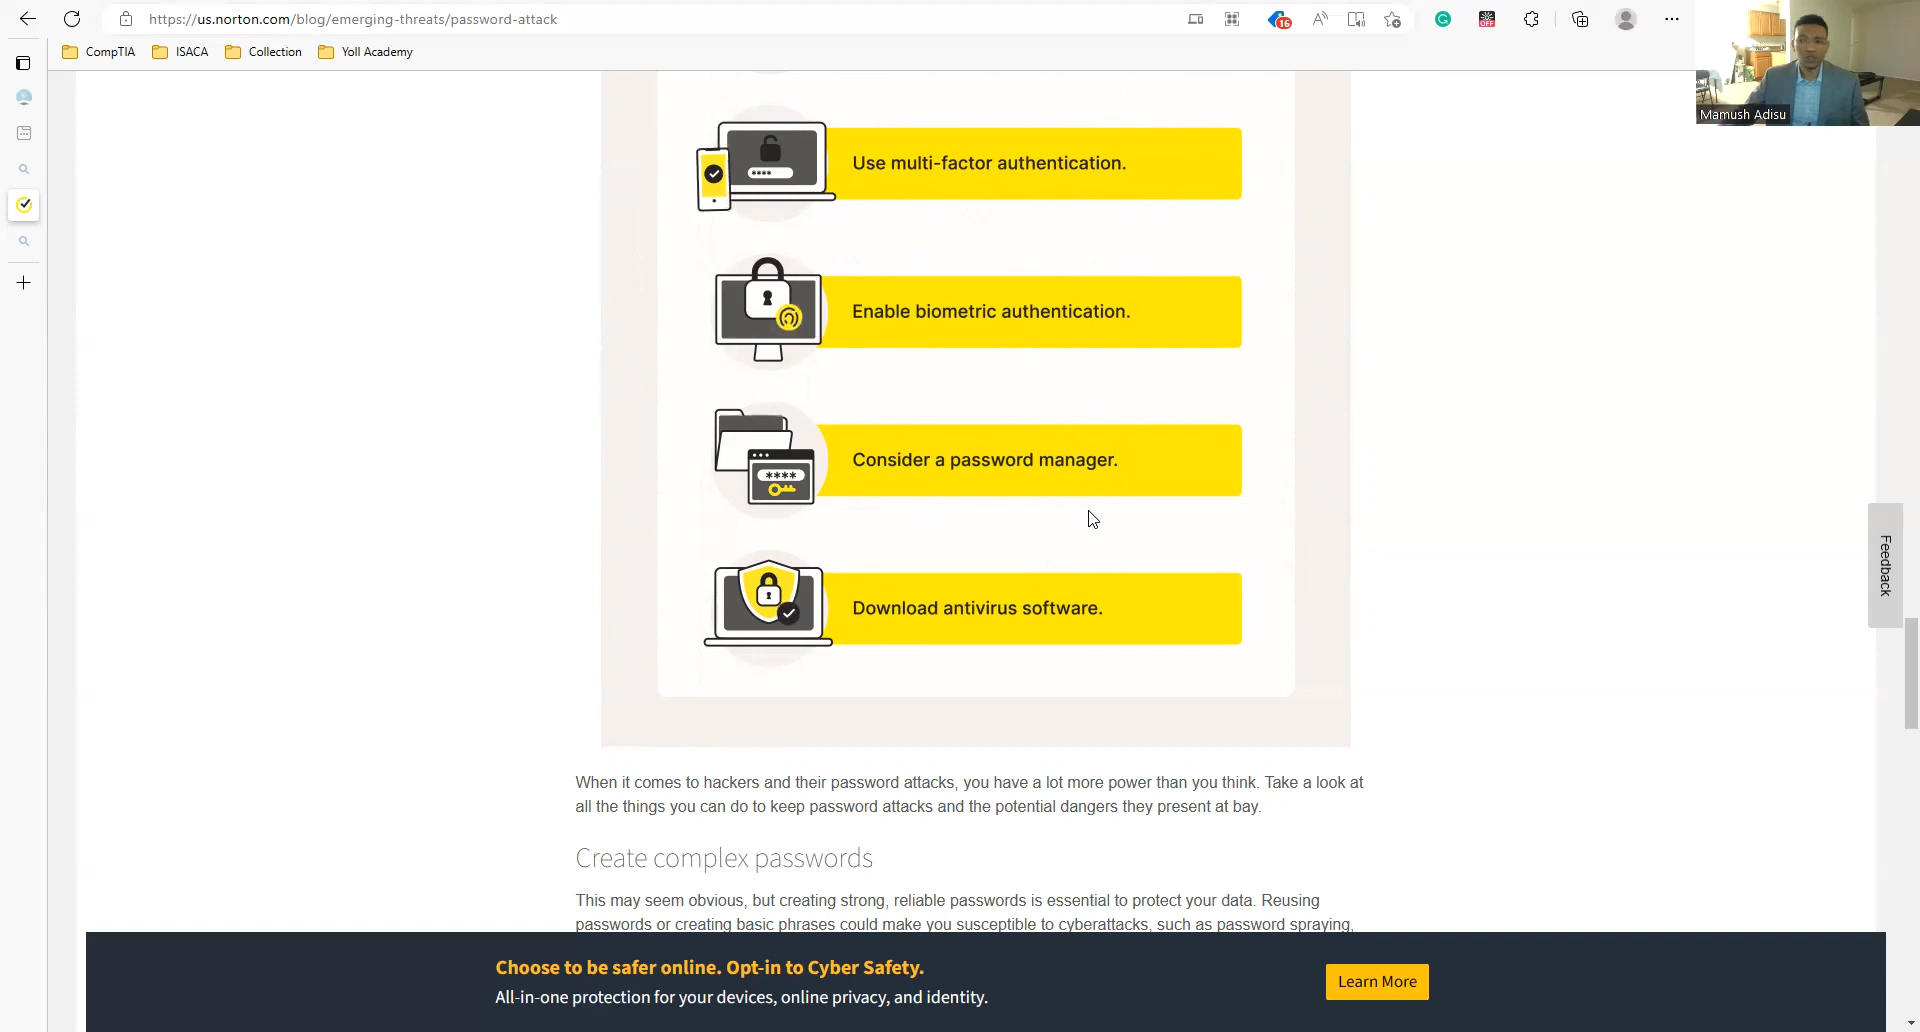 https://us.norton.com/blog/emerging-threats/password-attack
16
OFF
CompTIA
ISACA
Collection
Yoll Academy
Mamush Adisu
Use multi-factor authentication.
Enable biometric authentication.
Consider a password manager.
Download antivirus software.
Feedback
When it comes to hackers and their password attacks, you have a lot more power than you think. Take a look at
all the things you can do to keep password attacks and the potential dangers they present at bay.
Create complex passwords
This may seem obvious, but creating strong, reliable passwords is essential to protect your data. Reusing
passwords or creating basic phrases could make you susceptible to cyberattacks, such as password spraying,
Choose to be safer online. Opt-in to Cyber Safety.
All-in-one protection for your devices, online privacy, and identity.
Learn More